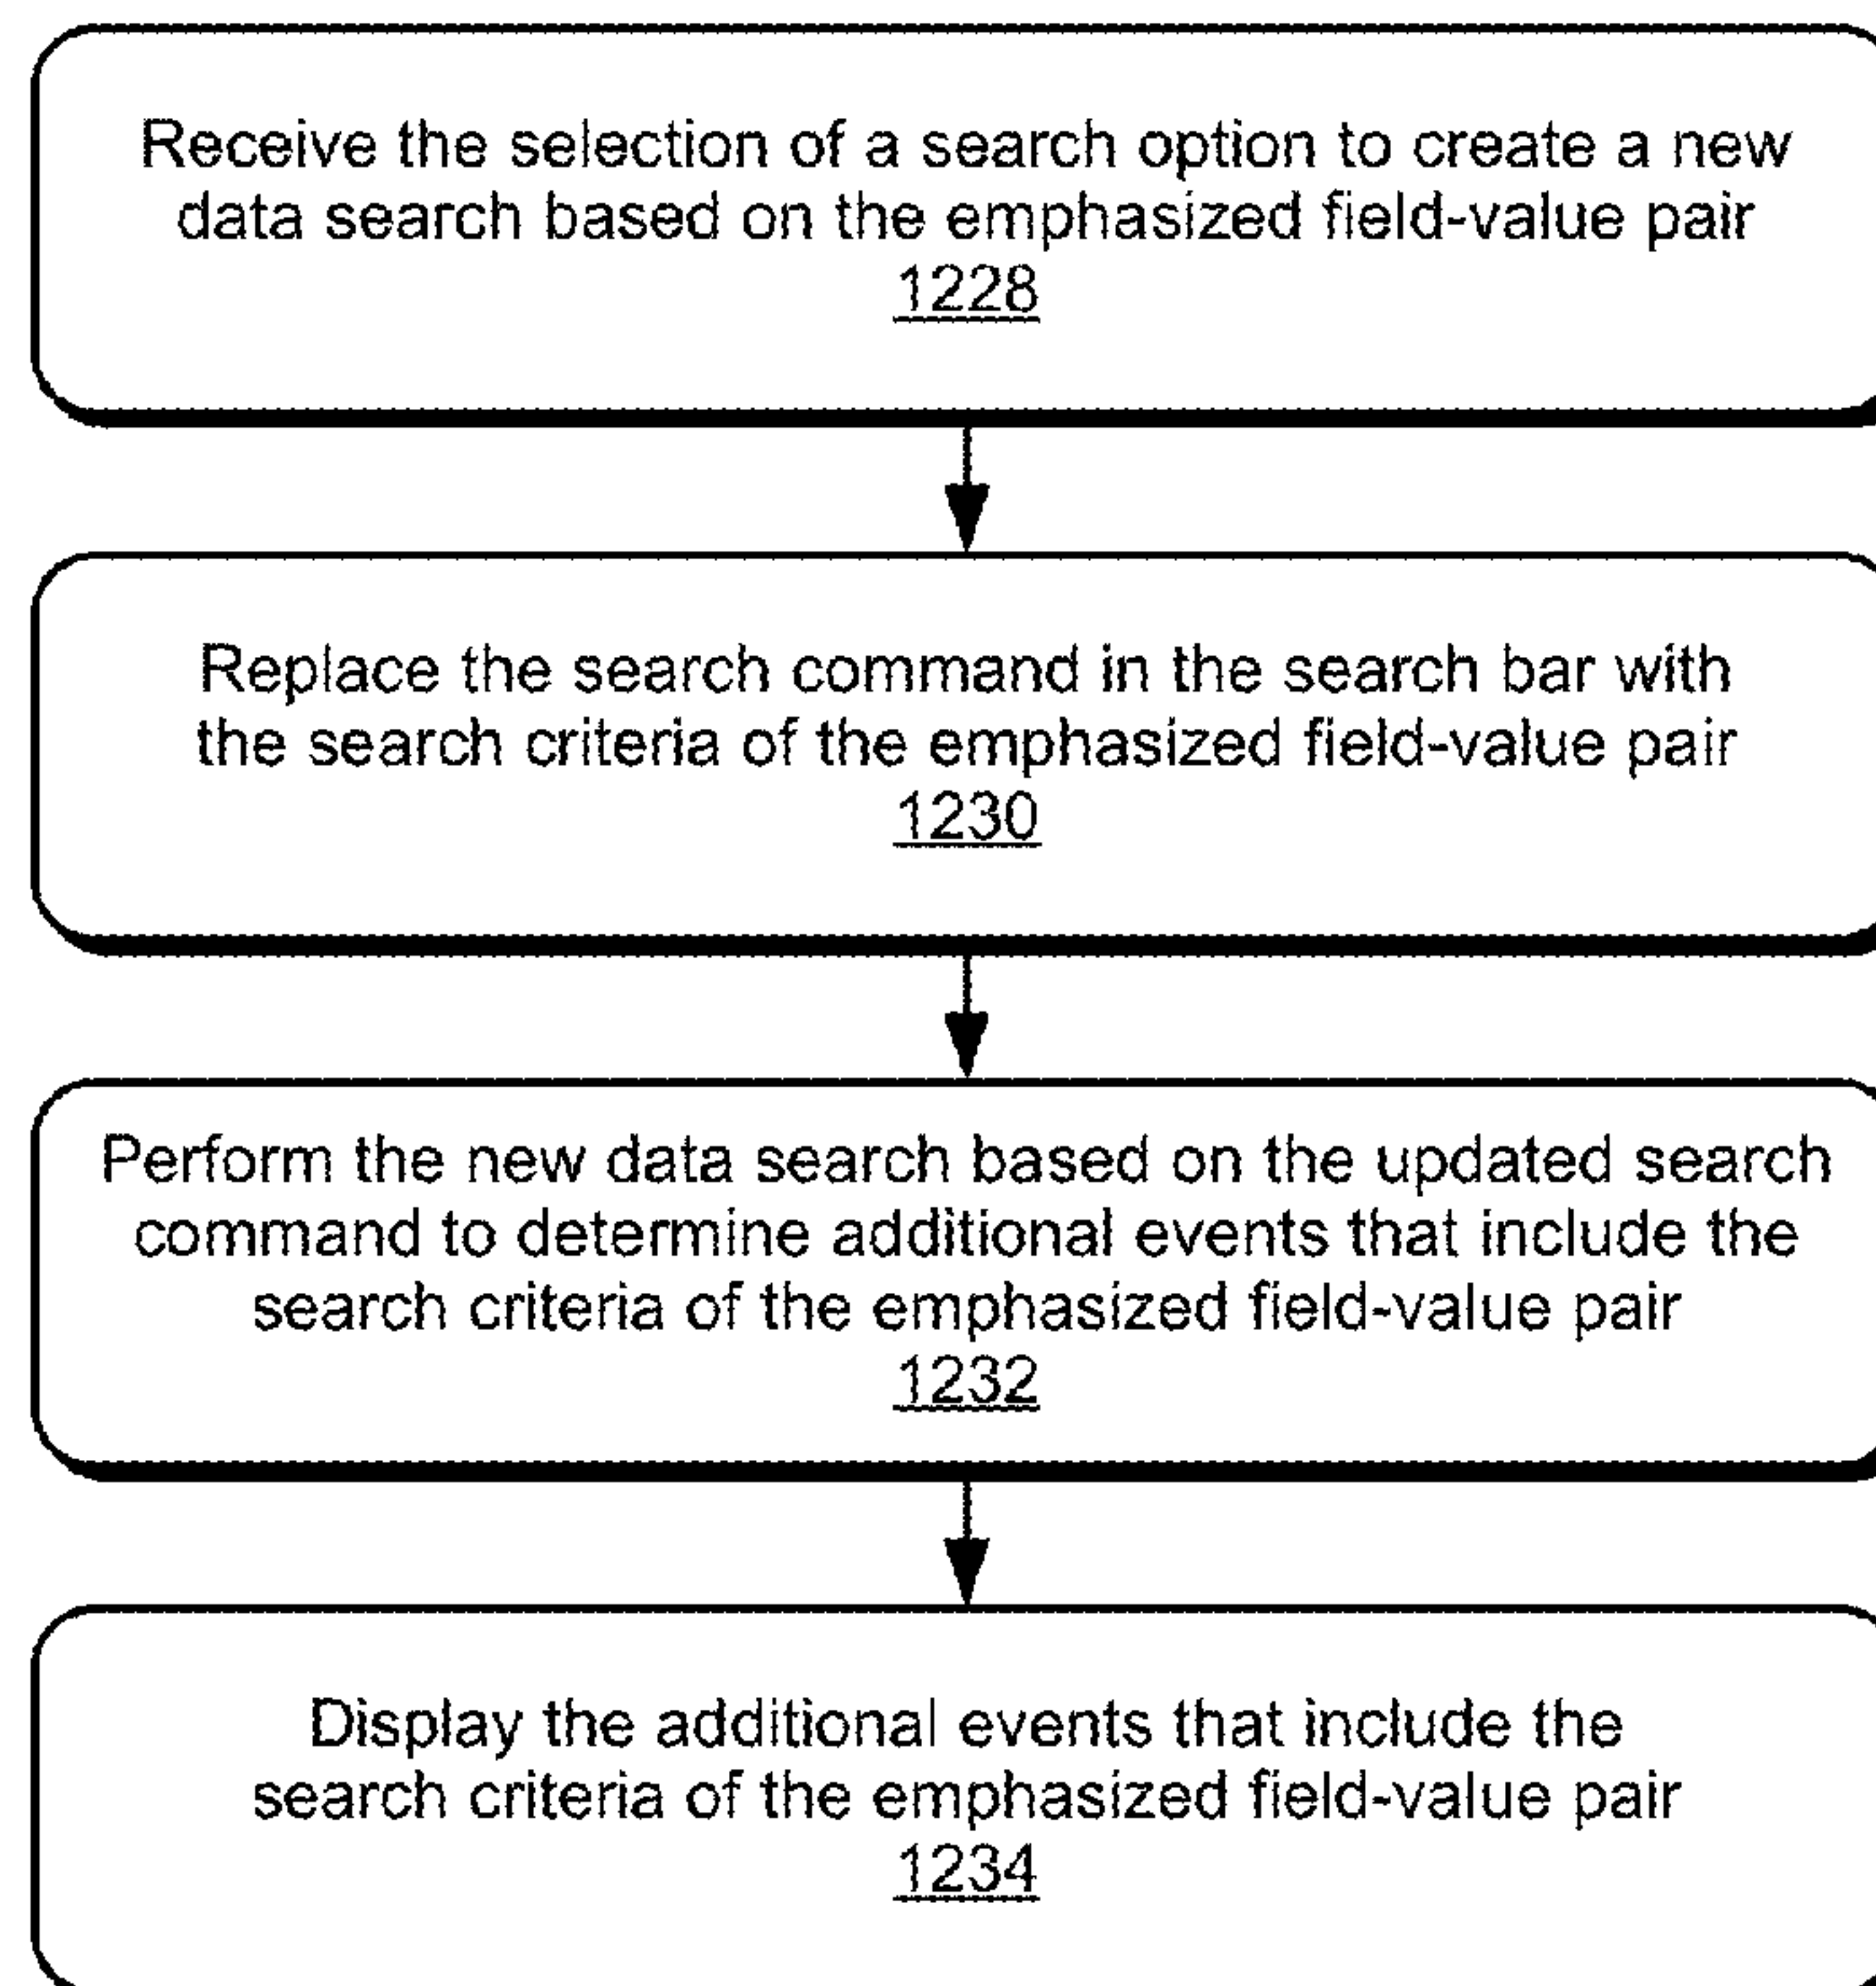 Receive the selection of a search option to create a new
data search based on the emphasized field-value pair
1228
Replace the search command in the search bar with
the search criteria of the emphasized field-value pair
1230
Perform the new data search based on the updated search
command to determine additional events that include the
search criteria of the emphasized field-value pair
1232
Display the additional events that include the
search criteria of the emphasized field-value pair
1234